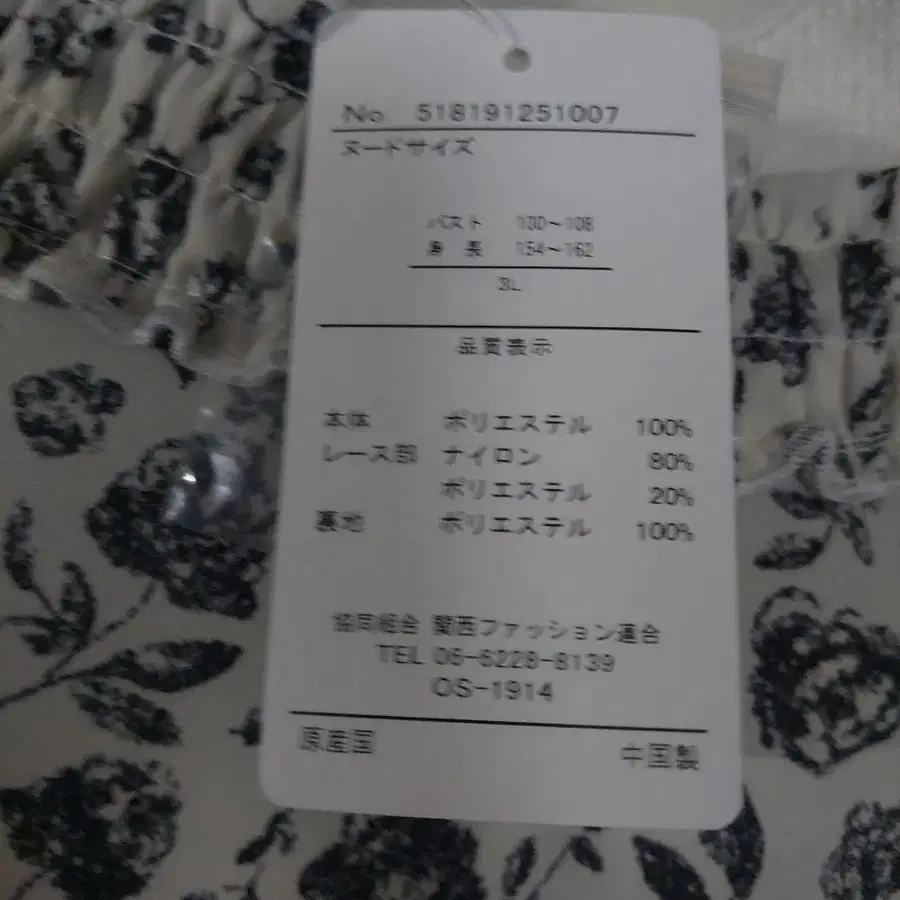 No. 518191251007
ヌードサイズ
バスト 100~108
身長 154~162
3L
品質表示
本体 ポリエステル 100%
レース部 ナイロン 80%
ポリエステル 20%
裏地 ポリエステル 100%
協同組合 関西ファッション連合
TEL 06-6228-8139
OS-1914
原産国 中国製